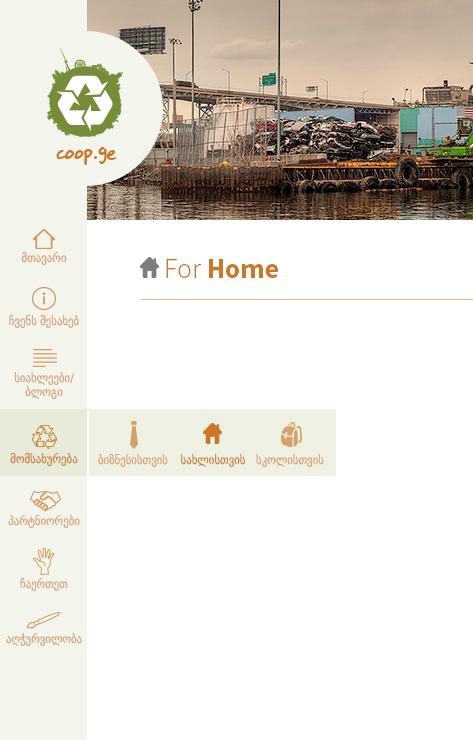 coop.ge
For Home
მთავარი
ჩვენს შესახებ
სიახლეები/
ბლოგი
მომსახურება
ბიზნესისთვის
სახლისთვის
სკოლისთვის
პარტნიორები
ჩაერთეთ
აღჭურვილობა